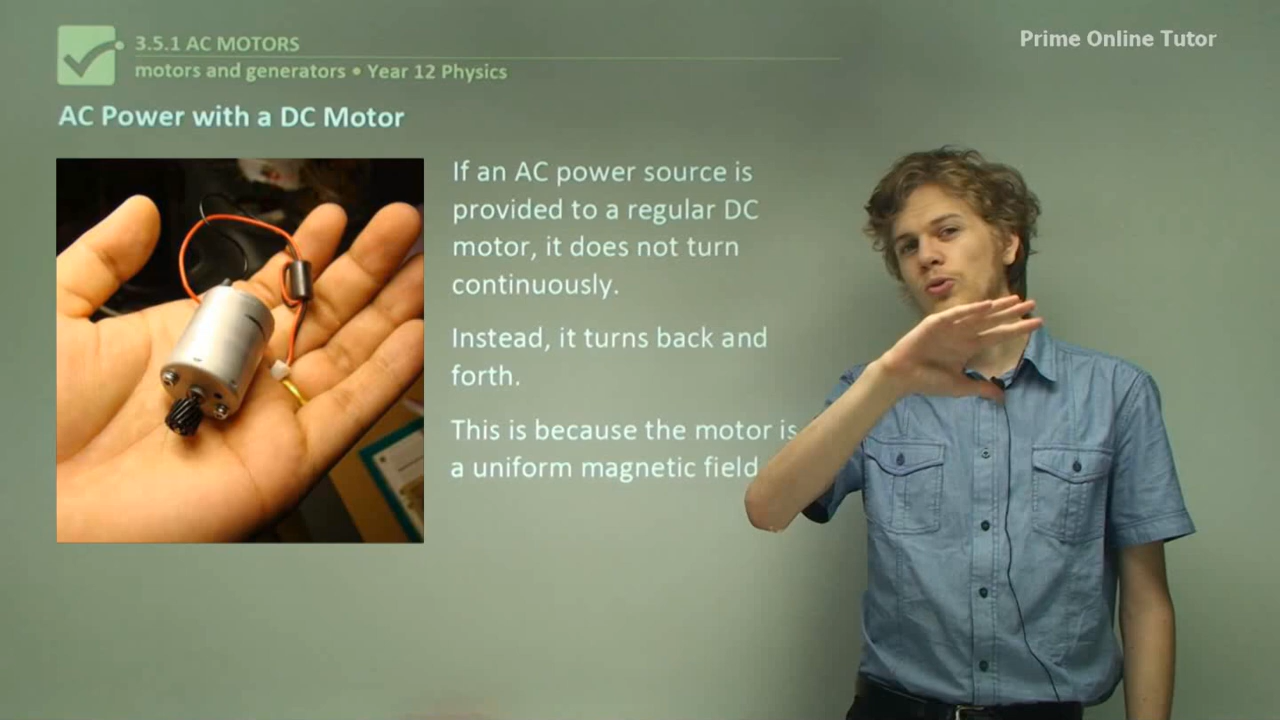 3.5.1 AC MOTORS
motors and generators • Year 12 Physics
Prime Online Tutor
AC Power with a DC Motor
If an AC power source is
provided to a regular DC
motor, it does not turn
continuously.
Instead, it turns back and
forth.
This is because the motor is
a uniform magnetic field